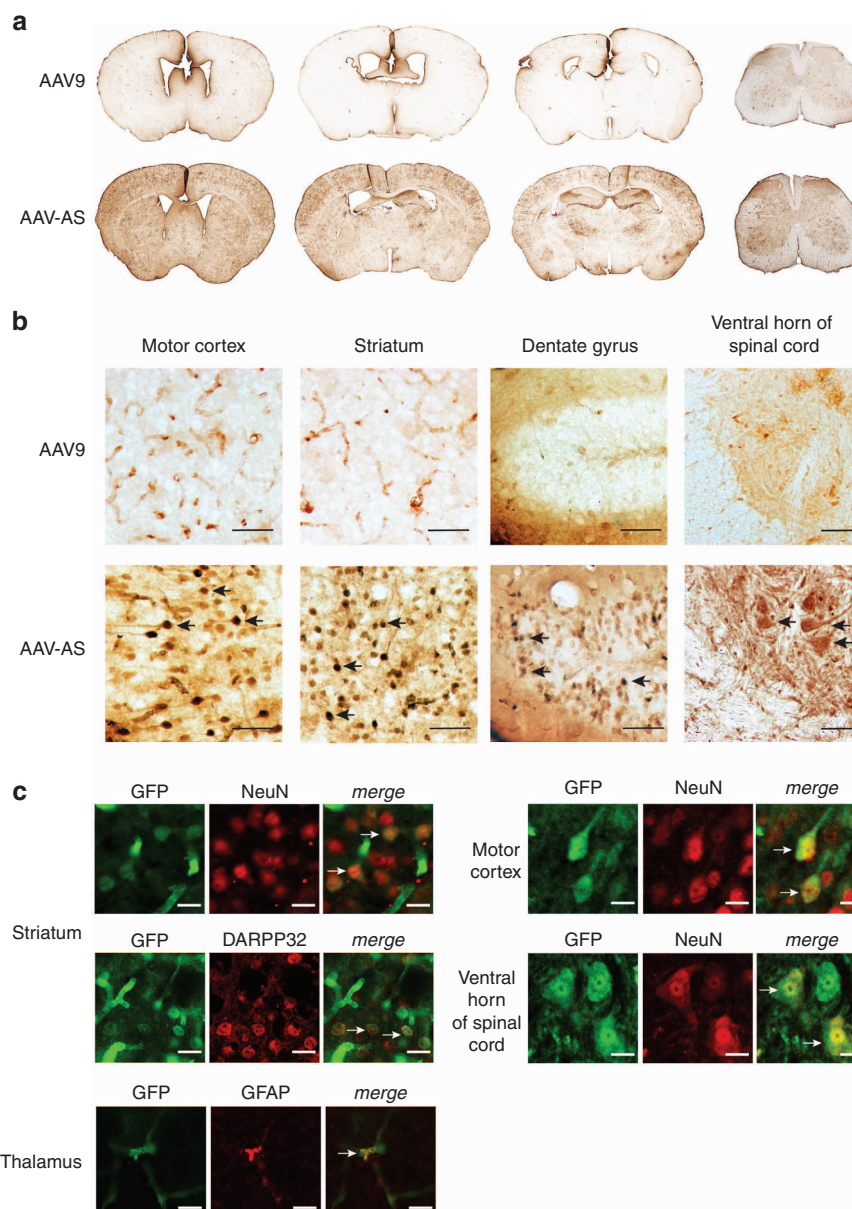 a
AAV9
AAV-AS
b
Motor cortex
Striatum
Dentate gyrus
Ventral horn of
spinal cord
AAV9
AAV-AS
c
GFP
NeuN
merge
Striatum
GFP
DARPP32
merge
Thalamus
GFP
GFAP
merge
Motor
cortex
GFP
NeuN
merge
Ventral
horn
of spinal
cord
GFP
NeuN
merge